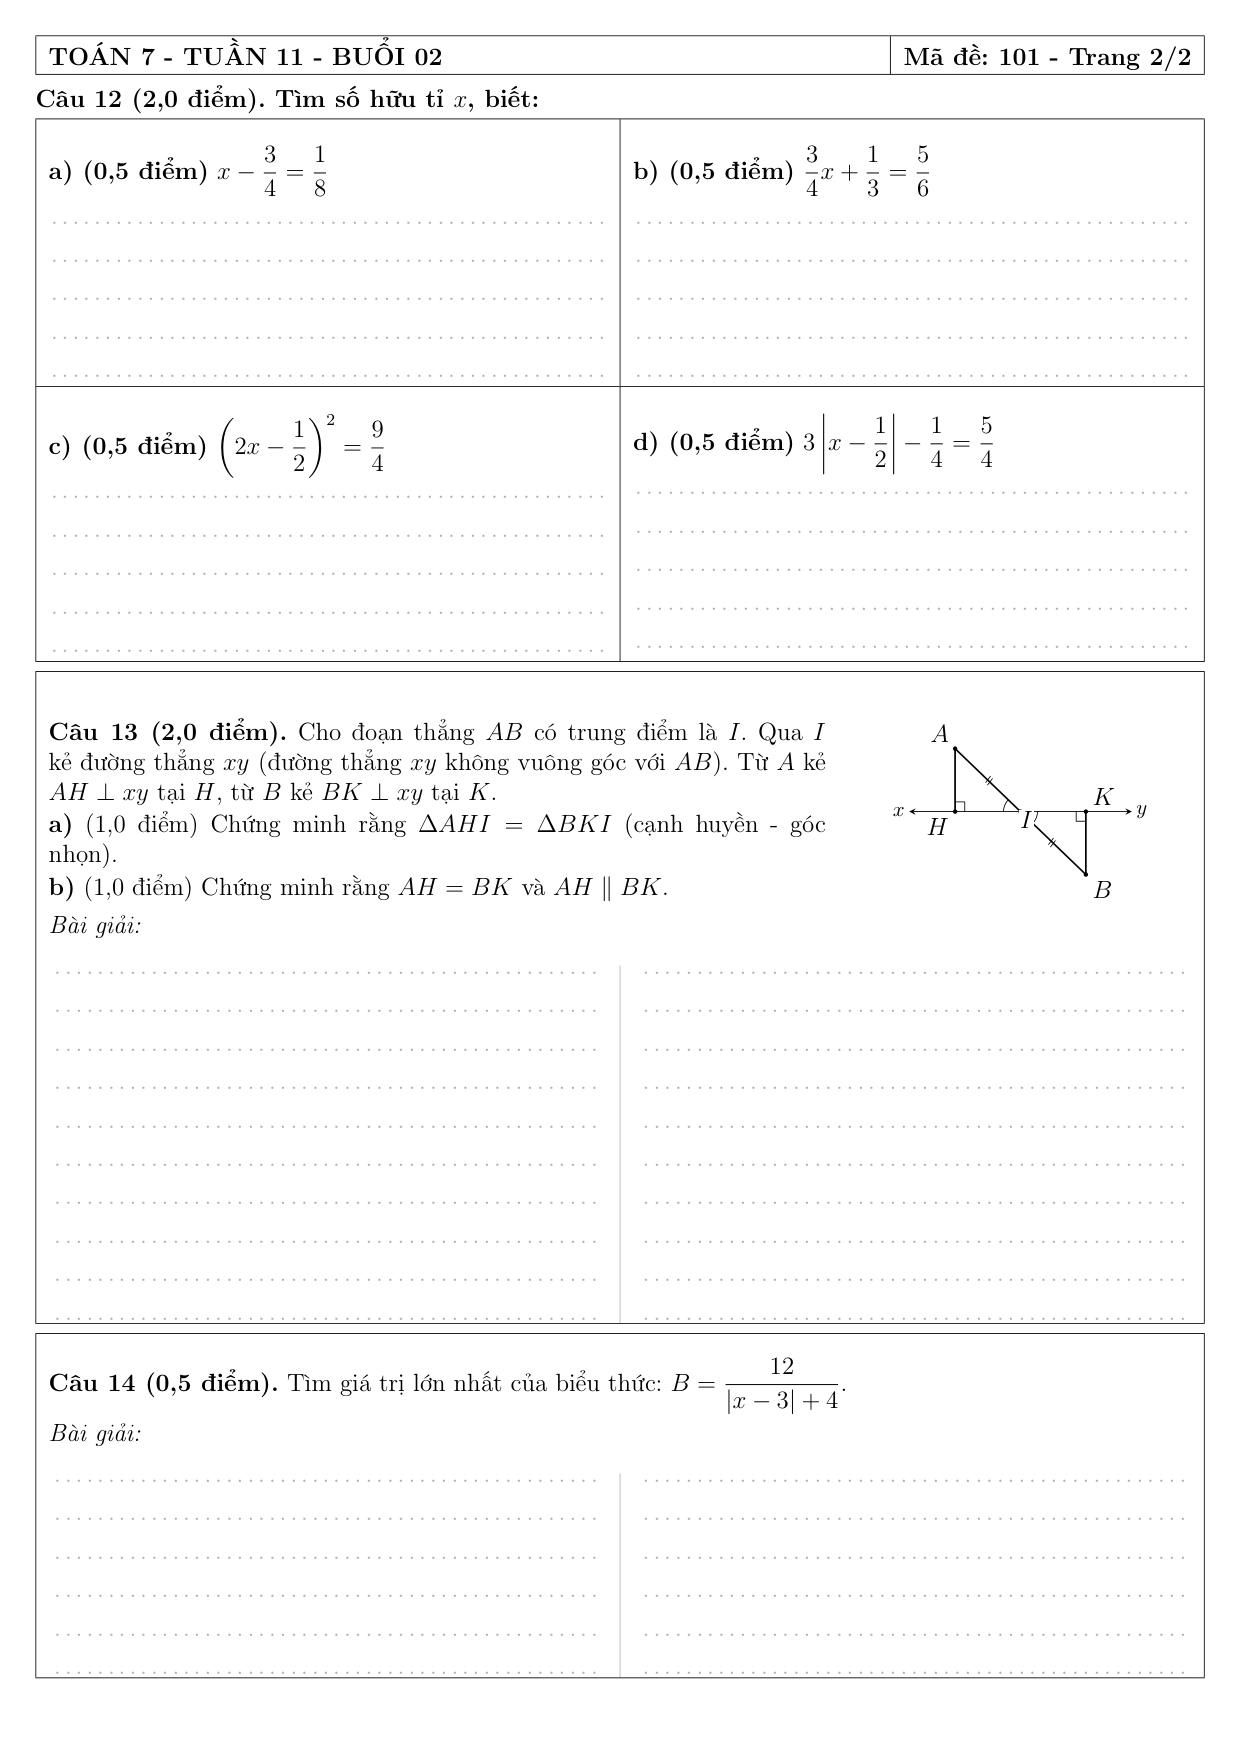 TOÁN 7 - TUẦN 11 - BUỔI 02 Mã đề: 101 - Trang 2/2
Câu 12 (2,0 điểm). Tìm số hữu tỉ x, biết:
a) (0,5 điểm) x − 3/4 = 1/8
b) (0,5 điểm) 3/4 x + 1/3 = 5/6
c) (0,5 điểm) (2x − 1/2)² = 9/4
d) (0,5 điểm) 3 |x − 1/2| − 1/4 = 5/4
Câu 13 (2,0 điểm). Cho đoạn thẳng AB có trung điểm là I. Qua I
kẻ đường thẳng xy (đường thẳng xy không vuông góc với AB). Từ A kẻ
AH ⊥ xy tại H, từ B kẻ BK ⊥ xy tại K.
a) (1,0 điểm) Chứng minh rằng ΔAHI = ΔBKI (cạnh huyền - góc
nhọn).
b) (1,0 điểm) Chứng minh rằng AH = BK và AH ∥ BK.
A
K
x
y
H
I
B
Bài giải:
Câu 14 (0,5 điểm). Tìm giá trị lớn nhất của biểu thức: B = 12/(|x − 3| + 4).
Bài giải: